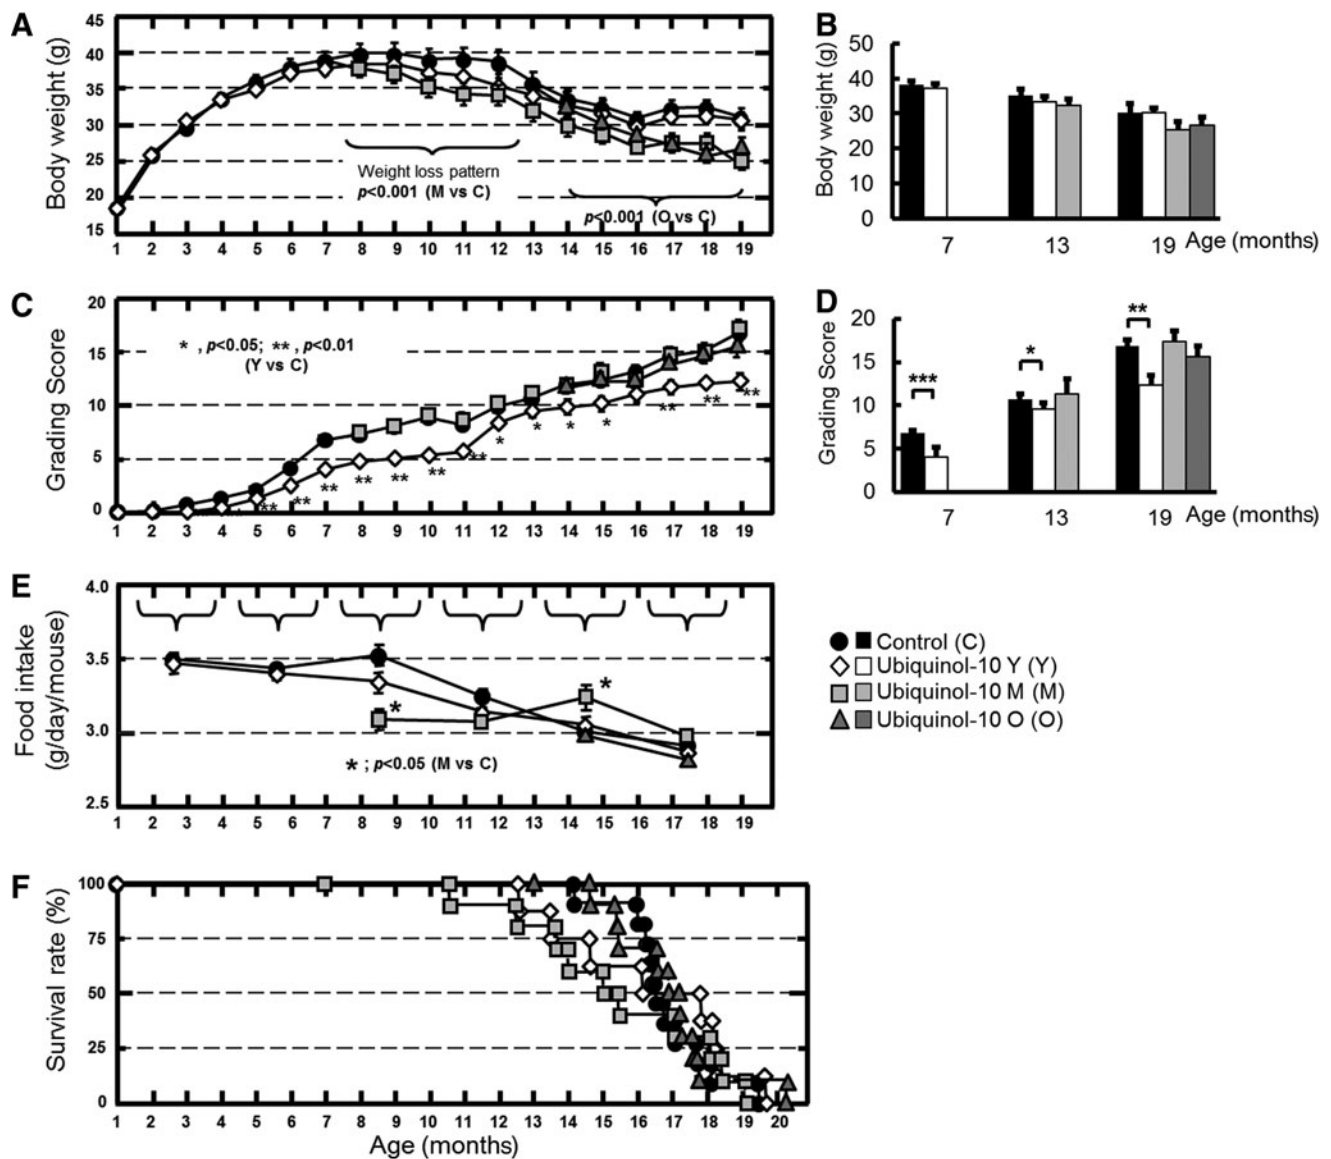 A
Body weight (g)
45
40
35
30
25
20
15
Weight loss pattern
p<0.001 (M vs C)
p<0.001 (O vs C)
1 2 3 4 5 6 7 8 9 10 11 12 13 14 15 16 17 18 19
B
Body weight (g)
50
40
30
20
10
0
7 13 19 Age (months)
C
Grading Score
20
15
10
5
0
* , p<0.05; ** , p<0.01
(Y vs C)
** ** ** ** ** ** ** ** * * * * ** ** **
1 2 3 4 5 6 7 8 9 10 11 12 13 14 15 16 17 18 19
D
Grading Score
20
15
10
5
0
*** * **
7 13 19 Age (months)
E
Food intake
(g/day/mouse)
4.0
3.5
3.0
2.5
* *
* ; p<0.05 (M vs C)
1 2 3 4 5 6 7 8 9 10 11 12 13 14 15 16 17 18 19
Control (C)
Ubiquinol-10 Y (Y)
Ubiquinol-10 M (M)
Ubiquinol-10 O (O)
F
Survival rate (%)
100
75
50
25
0
1 2 3 4 5 6 7 8 9 10 11 12 13 14 15 16 17 18 19 20
Age (months)